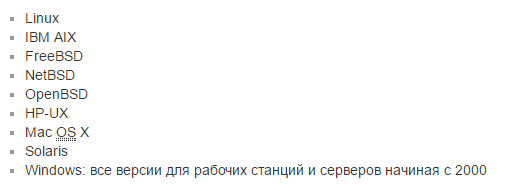 Linux
IBM AIX
FreeBSD
NetBSD
OpenBSD
HP-UX
Mac OS X
Solaris
Windows: все версии для рабочих станций и серверов начиная с 2000